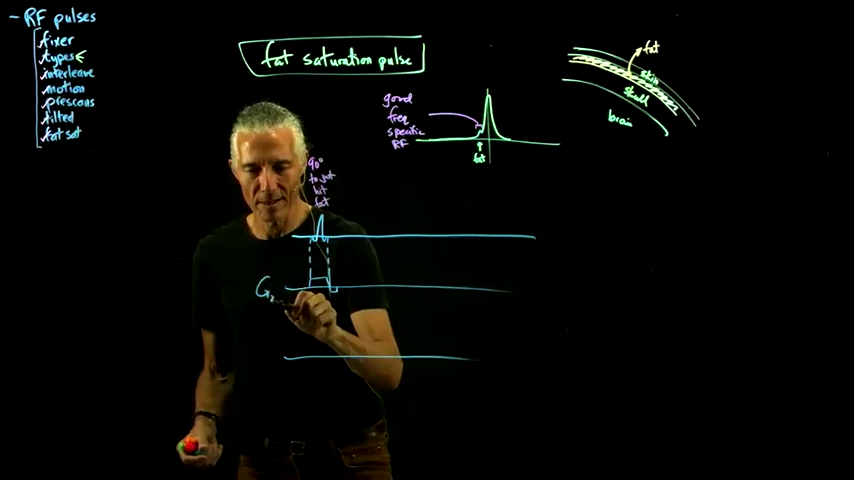 - RF pulses
fixer
types
interleave
motion
prescans
tilted
fat sat
fat saturation pulse
good
freq
specific
RF
fat
fat
skin
skull
brain
90°
to just
hit
fat
Gz